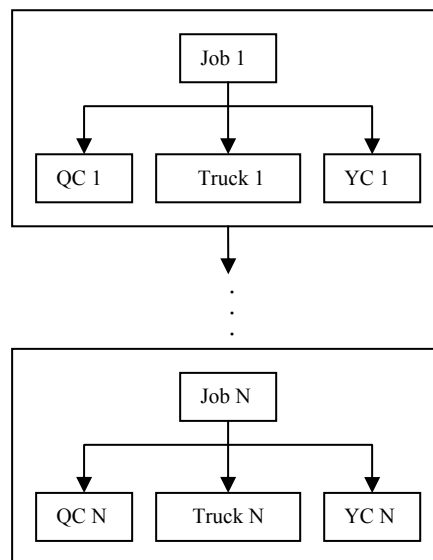 Job 1
QC 1 Truck 1 YC 1
.
.
.
.
Job N
QC N Truck N YC N